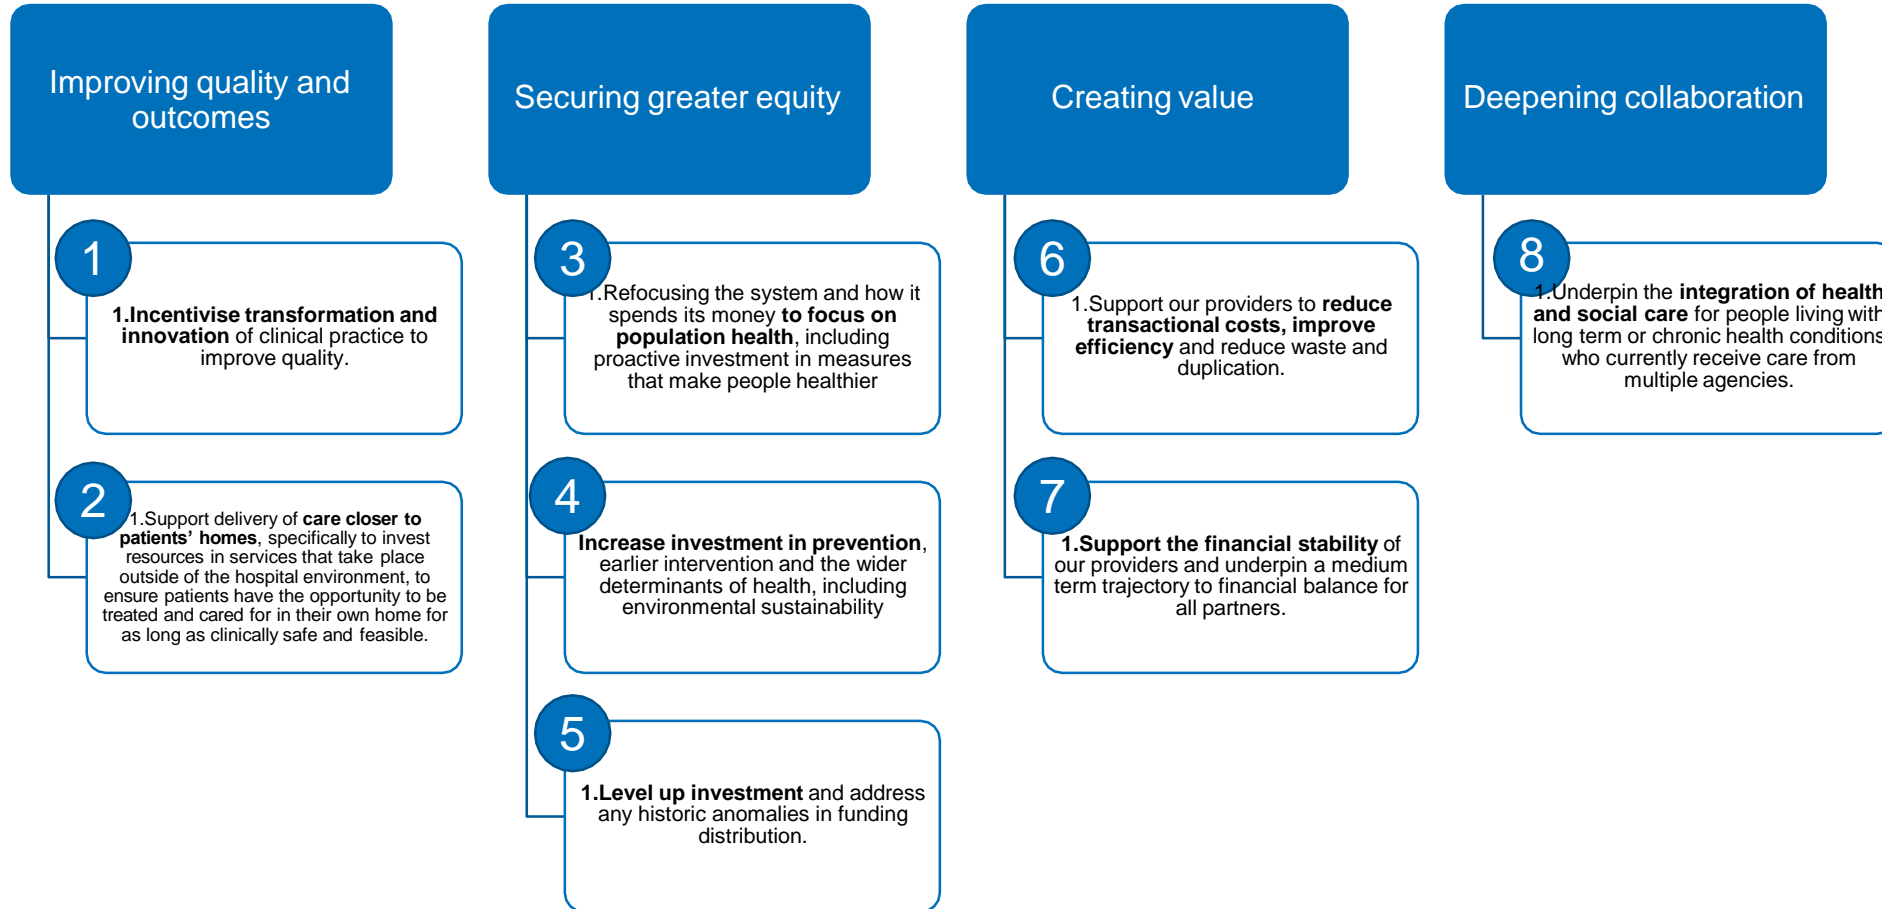 Improving quality and
outcomes
1
1.Incentivise transformation and
innovation of clinical practice to
improve quality.
2
1.Support delivery of care closer to
patients’ homes, specifically to invest
resources in services that take place
outside of the hospital environment, to
ensure patients have the opportunity to be
treated and cared for in their own home for
as long as clinically safe and feasible.
Securing greater equity
3
1.Refocusing the system and how it
spends its money to focus on
population health, including
proactive investment in measures
that make people healthier
4
Increase investment in prevention,
earlier intervention and the wider
determinants of health, including
environmental sustainability
5
1.Level up investment and address
any historic anomalies in funding
distribution.
Creating value
6
1.Support our providers to reduce
transactional costs, improve
efficiency and reduce waste and
duplication.
7
1.Support the financial stability of
our providers and underpin a medium
term trajectory to financial balance for
all partners.
Deepening collaboration
8
1.Underpin the integration of health
and social care for people living with
long term or chronic health conditions
who currently receive care from
multiple agencies.